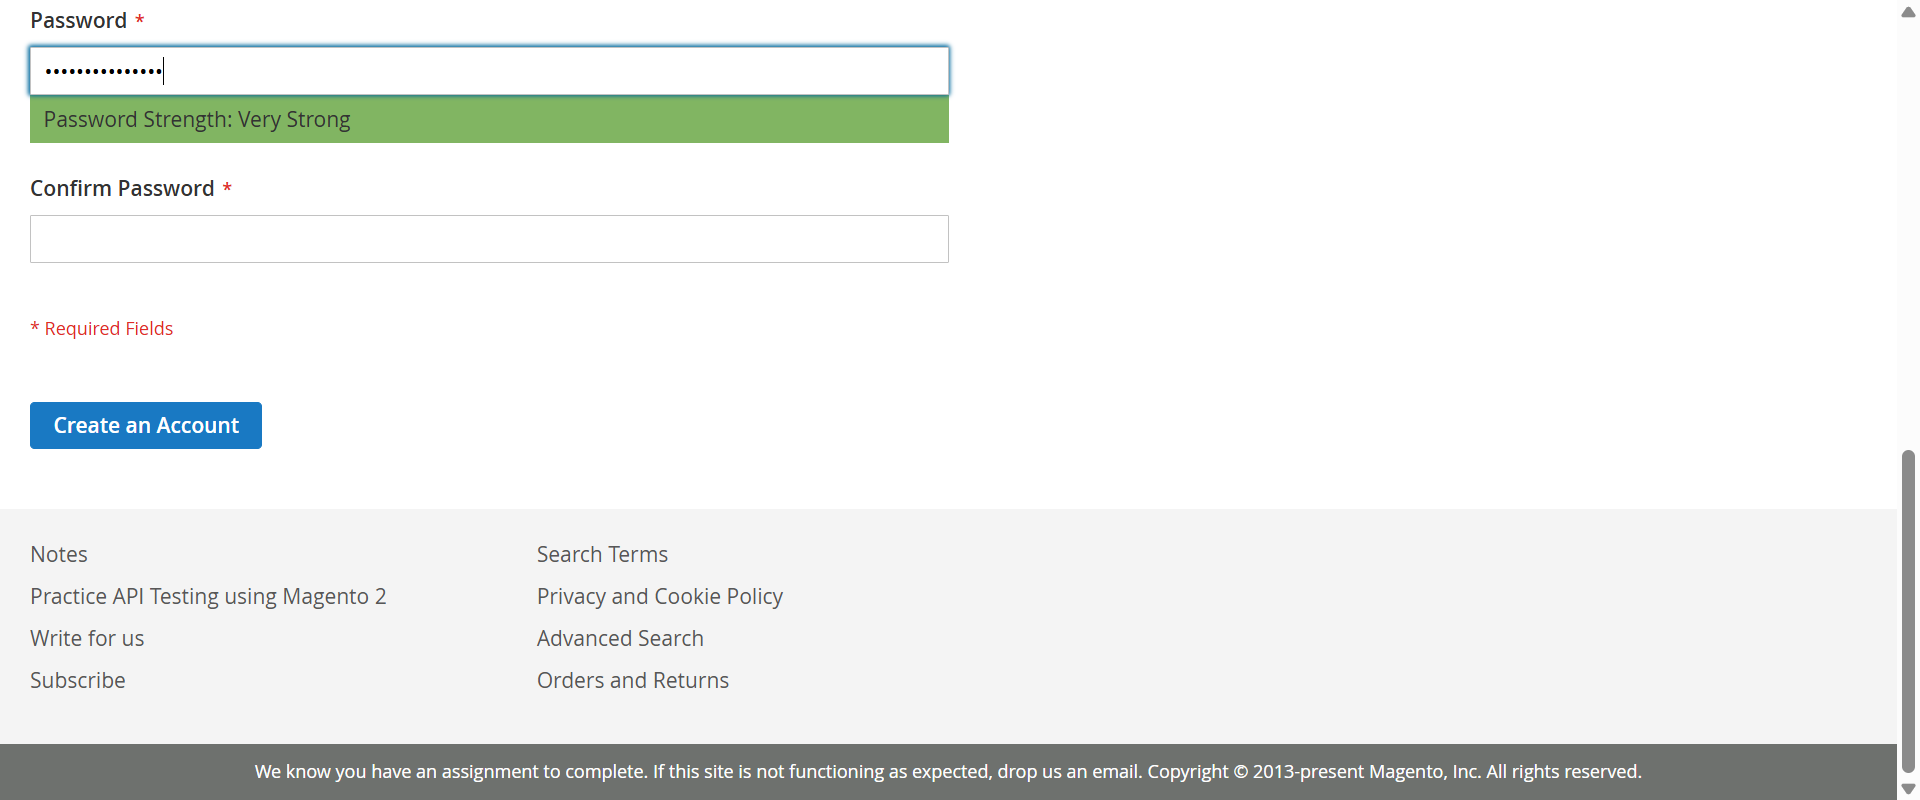 Password *
•••••••••••••••
Password Strength: Very Strong
Confirm Password *
* Required Fields
Create an Account
Notes
Practice API Testing using Magento 2
Write for us
Subscribe
Search Terms
Privacy and Cookie Policy
Advanced Search
Orders and Returns
We know you have an assignment to complete. If this site is not functioning as expected, drop us an email. Copyright © 2013-present Magento, Inc. All rights reserved.